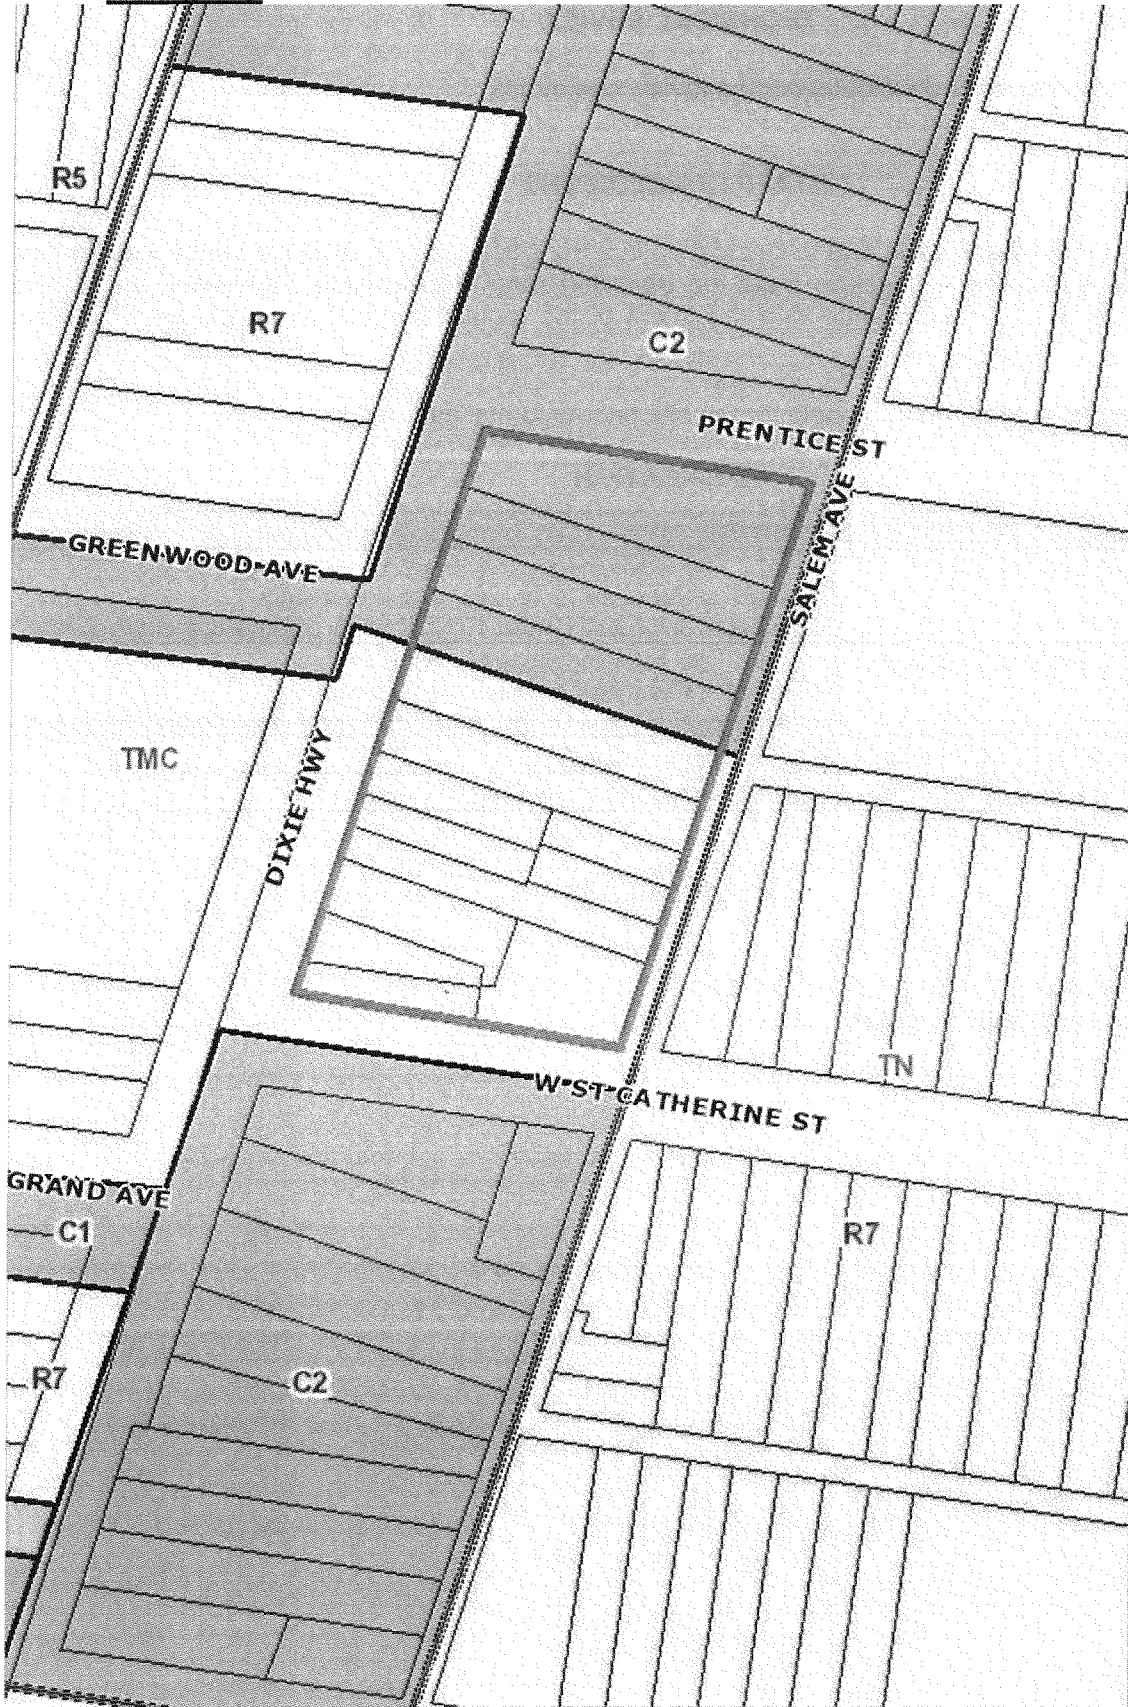 R5
R7
C2
PRENTICE ST
SALEM AVE
GREENWOOD AVE
TMC
DIXIE HWY
TN
W ST CATHERINE ST
GRAND AVE
C1
R7
R7
C2